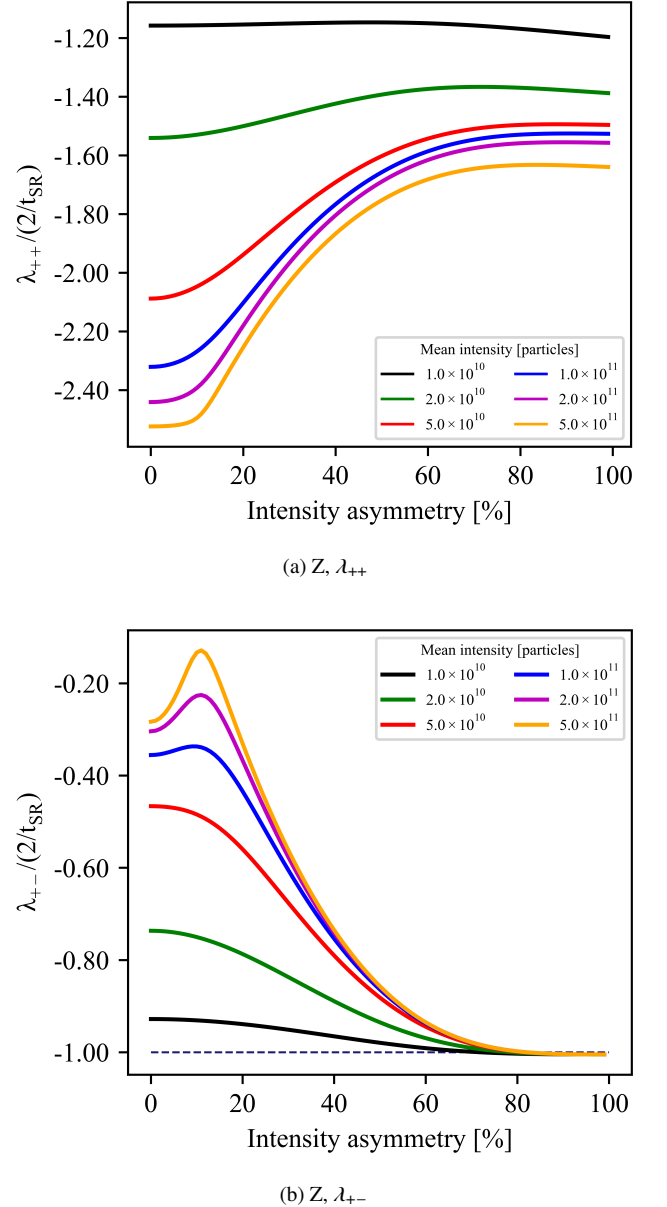 -1.20
-1.40
-1.60
-1.80
-2.00
-2.20
-2.40
λ₊₊/(2/t_SR)
Mean intensity [particles]
1.0 × 10¹⁰ 1.0 × 10¹¹
2.0 × 10¹⁰ 2.0 × 10¹¹
5.0 × 10¹⁰ 5.0 × 10¹¹
0 20 40 60 80 100
Intensity asymmetry [%]
(a) Z, λ₊₊
-0.20
-0.40
-0.60
-0.80
-1.00
λ₊₋/(2/t_SR)
Mean intensity [particles]
1.0 × 10¹⁰ 1.0 × 10¹¹
2.0 × 10¹⁰ 2.0 × 10¹¹
5.0 × 10¹⁰ 5.0 × 10¹¹
0 20 40 60 80 100
Intensity asymmetry [%]
(b) Z, λ₊₋